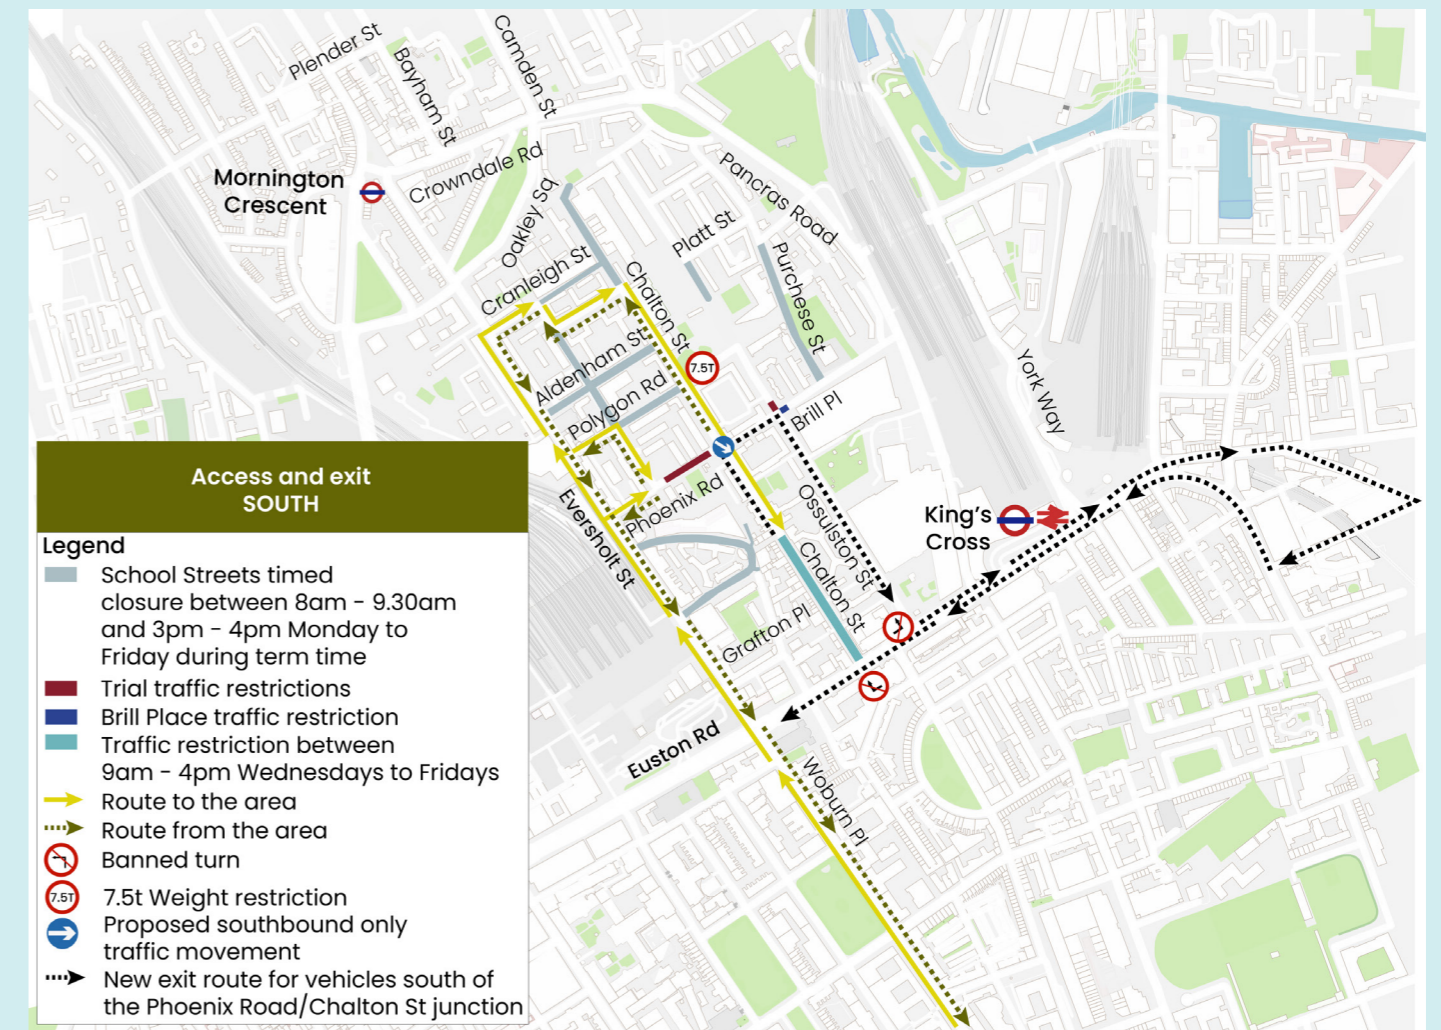 Plender St
Bayham St
Camden St
Crowndale Rd
Mornington
Crescent
Oakley Sq
Pancras Road
Platt St
Cranleigh St
Chalton St
Purchese St
Aldenham St
7.5T
Polygon Rd
Brill Pl
York Way
Phoenix Rd
Eversholt St
Ossulston St
King's
Cross
Chalton St
Grafton Pl
Euston Rd
Woburn Pl
Access and exit
SOUTH
Legend
School Streets timed
closure between 8am - 9.30am
and 3pm - 4pm Monday to
Friday during term time
Trial traffic restrictions
Brill Place traffic restriction
Traffic restriction between
9am - 4pm Wednesdays to Fridays
Route to the area
Route from the area
Banned turn
7.5T 7.5t Weight restriction
Proposed southbound only
traffic movement
New exit route for vehicles south of
the Phoenix Road/Chalton St junction